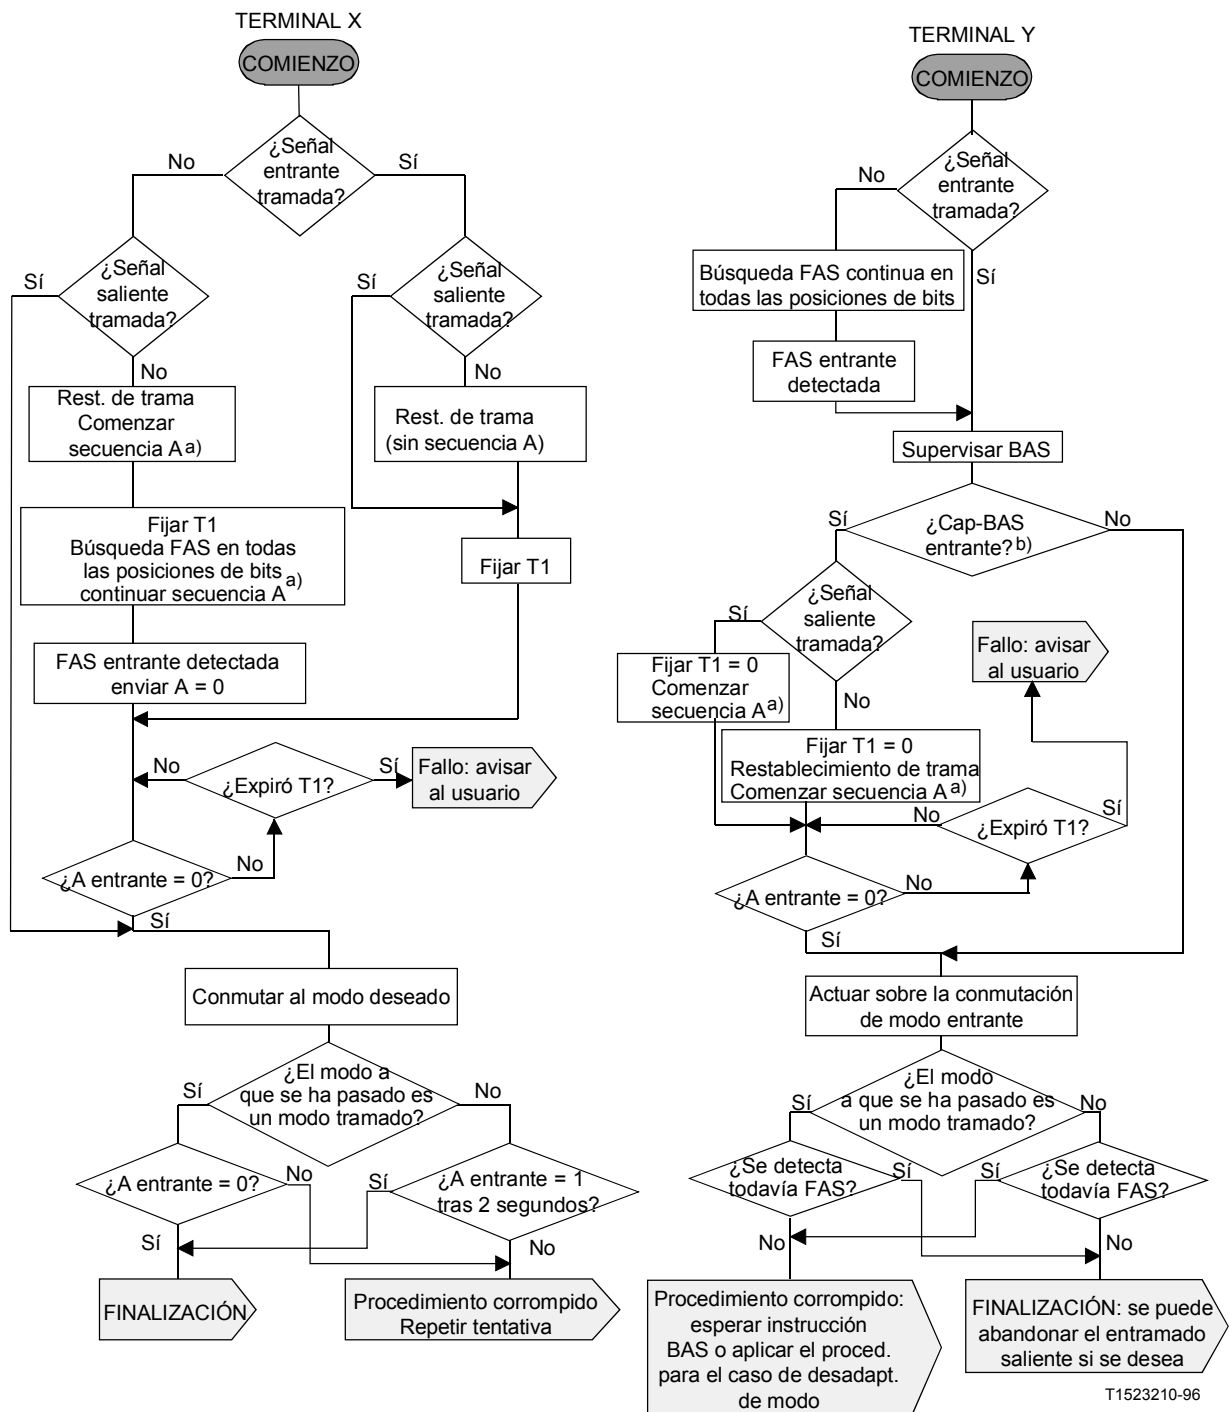 TERMINAL X
COMIENZO
¿Señal
entrante
tramada?
No
Sí
¿Señal
saliente
tramada?
Sí
No
¿Señal
saliente
tramada?
Sí
No
Rest. de trama
Comenzar
secuencia A a)
Rest. de trama
(sin secuencia A)
Fijar T1
Búsqueda FAS en todas
las posiciones de bits
continuar secuencia A a)
Fijar T1
FAS entrante detectada
enviar A = 0
No
¿Expiró T1?
Sí
Fallo: avisar
al usuario
¿A entrante = 0?
No
Sí
Conmutar al modo deseado
¿El modo a
que se ha pasado es
un modo tramado?
Sí
No
¿A entrante = 0?
No
Sí
¿A entrante = 1
tras 2 segundos?
Sí
No
FINALIZACIÓN
Procedimiento corrompido
Repetir tentativa
TERMINAL Y
COMIENZO
¿Señal
entrante
tramada?
No
Sí
Búsqueda FAS continua en
todas las posiciones de bits
FAS entrante
detectada
Supervisar BAS
¿Cap-BAS
entrante? b)
Sí
No
¿Señal
saliente
tramada?
Sí
No
Fijar T1 = 0
Comenzar
secuencia A a)
Fallo: avisar
al usuario
Fijar T1 = 0
Restablecimiento de trama
Comenzar secuencia A a)
No
¿Expiró T1?
Sí
¿A entrante = 0?
No
Sí
Actuar sobre la conmutación
de modo entrante
¿El modo
a que se ha pasado es
un modo tramado?
Sí
No
¿Se detecta
todavía FAS?
Sí
No
¿Se detecta
todavía FAS?
Sí
No
Procedimiento corrompido:
esperar instrucción
BAS o aplicar el proced.
para el caso de desadapt.
de modo
FINALIZACIÓN: se puede
abandonar el entramado
saliente si se desea
T1523210-96